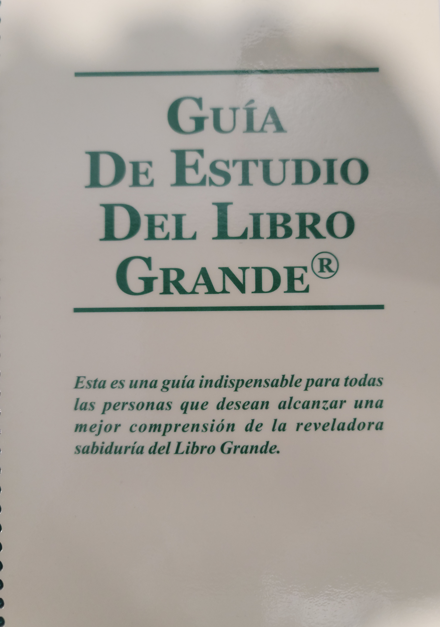 GUÍA
DE ESTUDIO
DEL LIBRO
GRANDE®
Esta es una guía indispensable para todas
las personas que desean alcanzar una
mejor comprensión de la reveladora
sabiduría del Libro Grande.